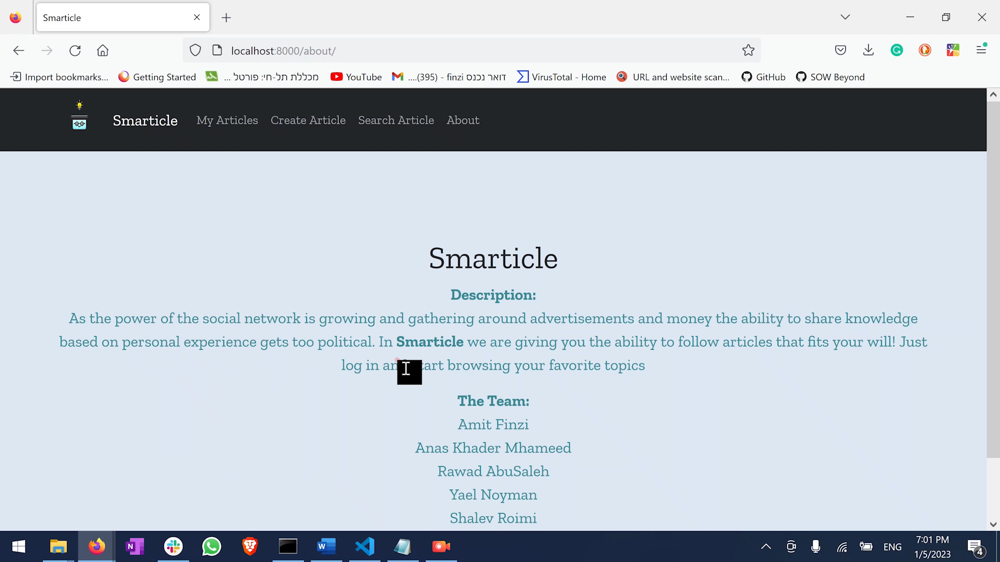 Smarticle
localhost:8000/about/
Import bookmarks...
Getting Started
מכללת תל-חי: פורטל ...
YouTube
דואר נכנס finzi - (395)....
VirusTotal - Home
URL and website scan...
GitHub
SOW Beyond
Smarticle
My Articles
Create Article
Search Article
About
Smarticle
Description:
As the power of the social network is growing and gathering around advertisements and money the ability to share knowledge
based on personal experience gets too political. In Smarticle we are giving you the ability to follow articles that fits your will! Just
log in browsing your favorite topics
The Team:
Amit Finzi
Anas Khader Mhameed
Rawad AbuSaleh
Yael Noyman
Shalev Roimi
ENG
7:01 PM
1/5/2023
4